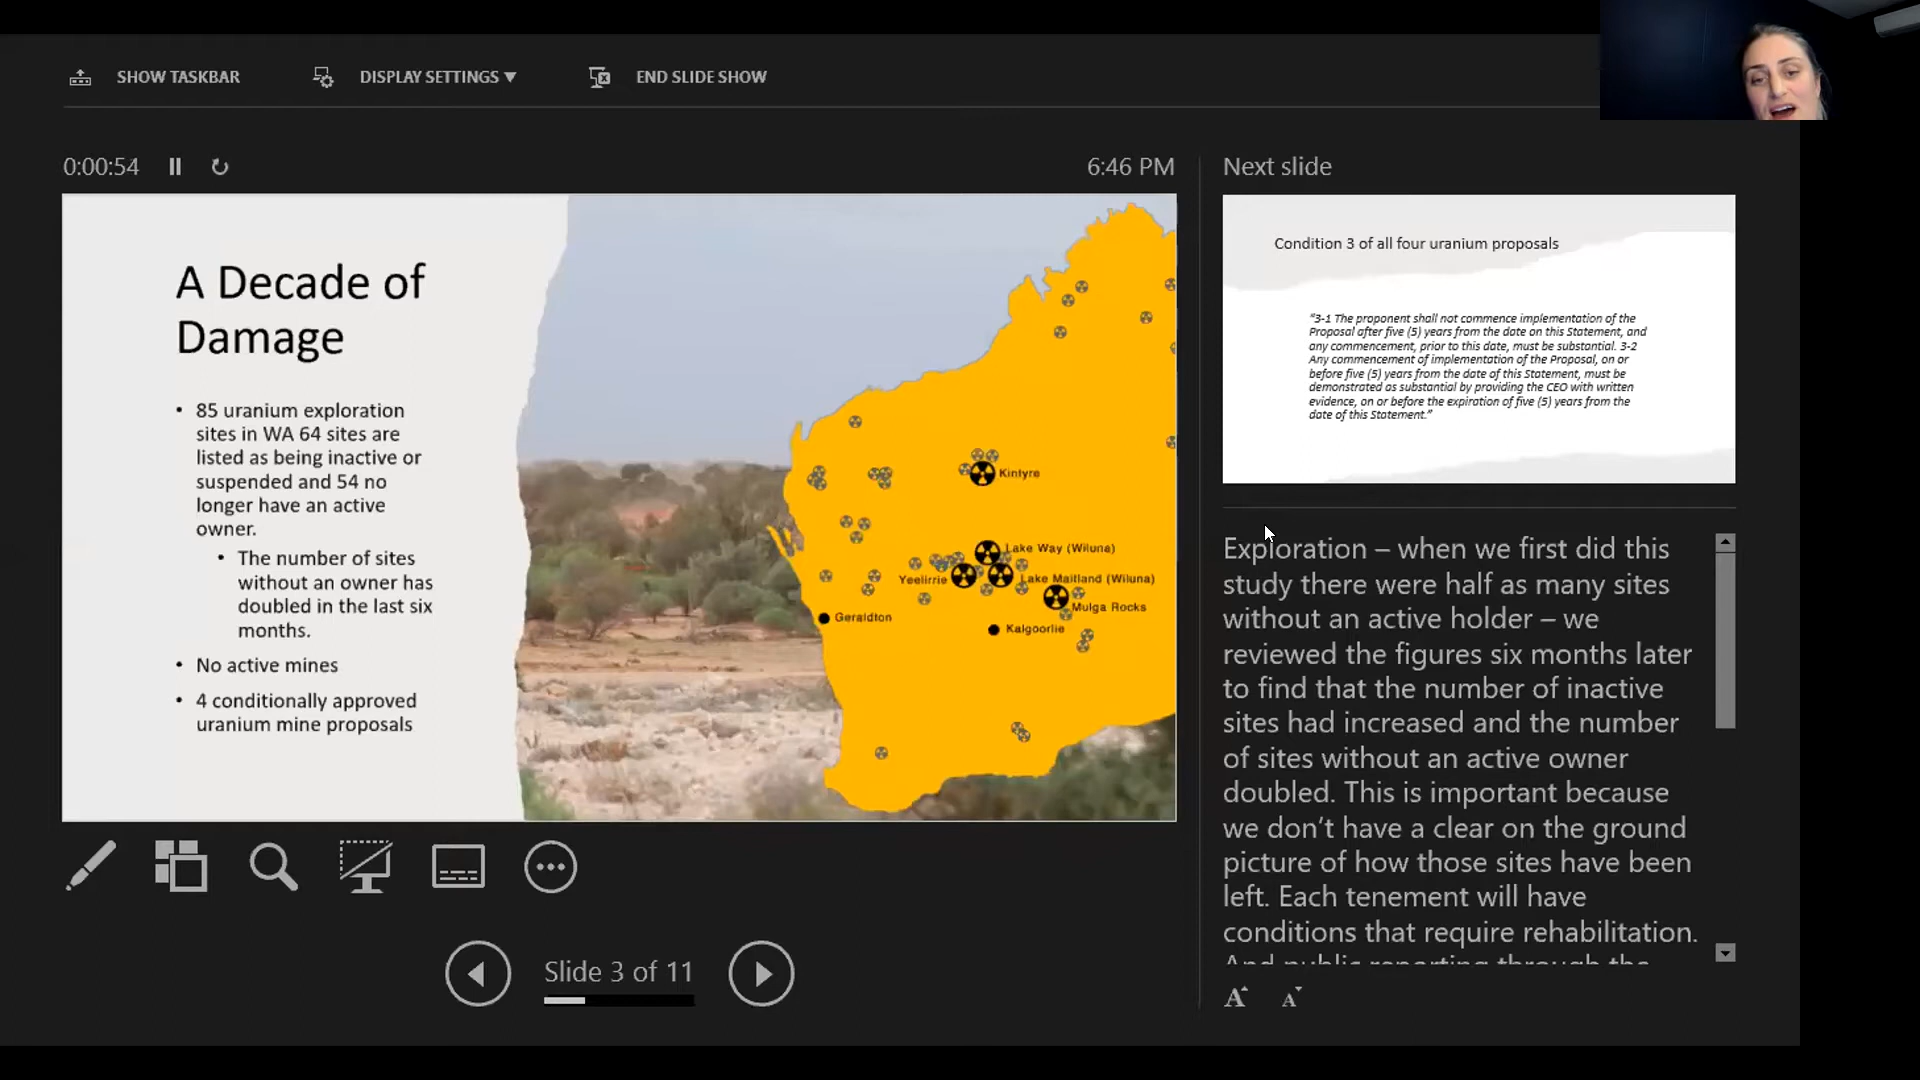 SHOW TASKBAR
DISPLAY SETTINGS ▼
END SLIDE SHOW
0:00:54
6:46 PM
A Decade of
Damage
• 85 uranium exploration
sites in WA 64 sites are
listed as being inactive or
suspended and 54 no
longer have an active
owner.
• The number of sites
without an owner has
doubled in the last six
months.
• No active mines
• 4 conditionally approved
uranium mine proposals
Kintyre
Lake Way (Wiluna)
Yeelirrie
Lake Maitland (Wiluna)
Mulga Rocks
Geraldton
Kalgoorlie
Slide 3 of 11
Next slide
Condition 3 of all four uranium proposals
"3-1 The proponent shall not commence implementation of the
Proposal after five (5) years from the date on this Statement, and
any commencement, prior to this date, must be substantial. 3-2
Any commencement of implementation of the Proposal, on or
before five (5) years from the date of this Statement, must be
demonstrated as substantial by providing the CEO with written
evidence, on or before the expiration of five (5) years from the
date of this Statement."
Exploration – when we first did this
study there were half as many sites
without an active holder – we
reviewed the figures six months later
to find that the number of inactive
sites had increased and the number
of sites without an active owner
doubled. This is important because
we don't have a clear on the ground
picture of how those sites have been
left. Each tenement will have
conditions that require rehabilitation.
And public reporting through the
A A